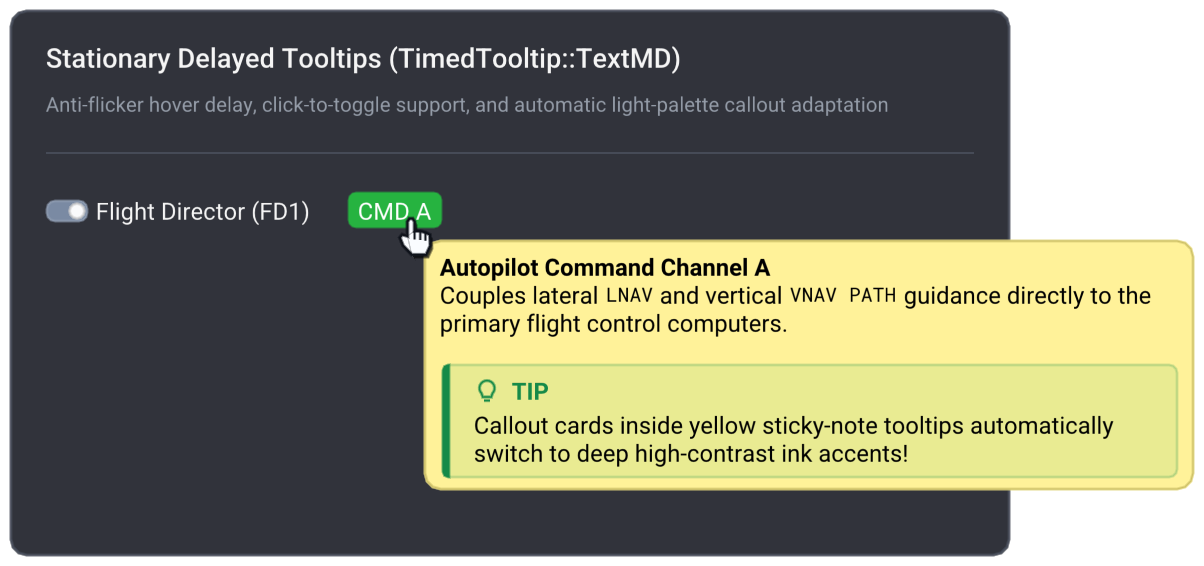 Stationary Delayed Tooltips (TimedTooltip::TextMD)
Anti-flicker hover delay, click-to-toggle support, and automatic light-palette callout adaptation
Flight Director (FD1)
CMD A
Autopilot Command Channel A
Couples lateral LNAV and vertical VNAV PATH guidance directly to the
primary flight control computers.
TIP
Callout cards inside yellow sticky-note tooltips automatically
switch to deep high-contrast ink accents!